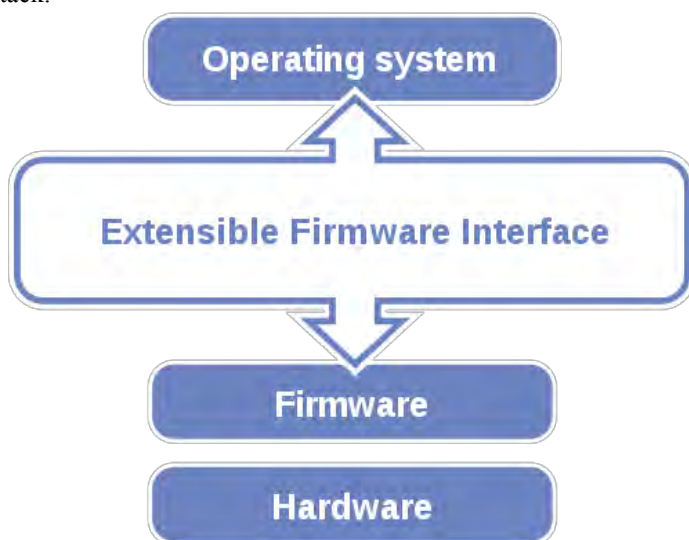 Operating system
Extensible Firmware Interface
Firmware
Hardware